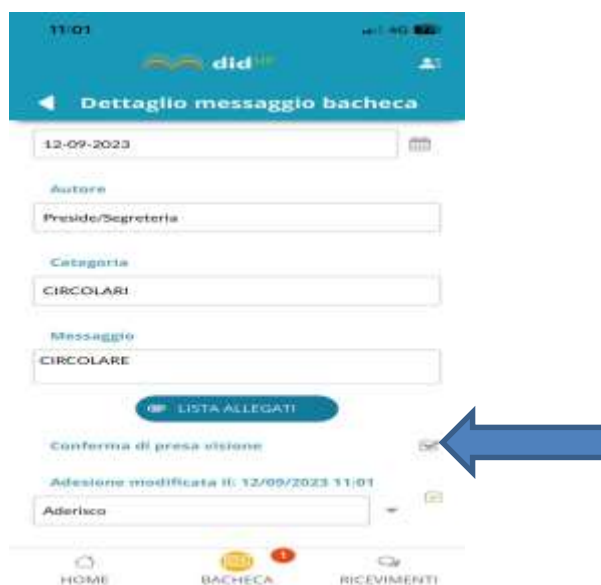 11:01
4G
did UP
Dettaglio messaggio bacheca
12-09-2023
Autore
Preside/Segreteria
Categoria
CIRCOLARI
Messaggio
CIRCOLARE
LISTA ALLEGATI
Conferma di presa visione
Adesione modificata il: 12/09/2023 11:01
Aderisco
1
HOME BACHECA RICEVIMENTI